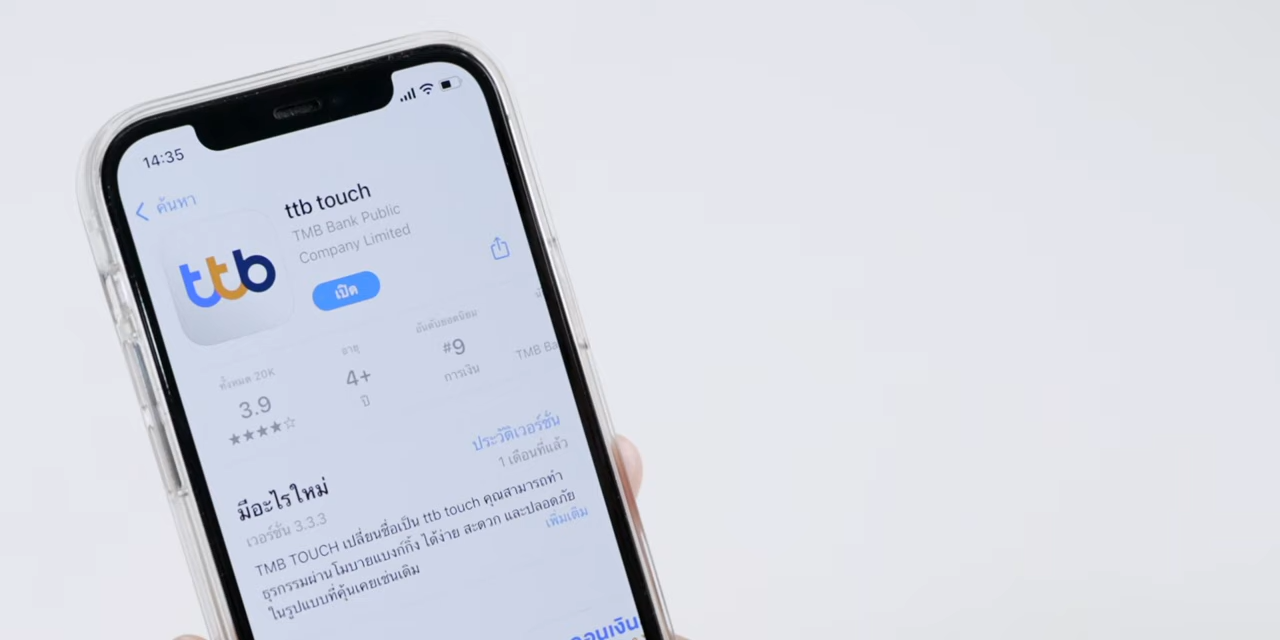 14:35
ค้นหา
ttb touch
TMB Bank Public
Company Limited
ttb
เปิด
ทั้งหมด 20K
3.9
อายุ
4+
ปี
อันดับยอดนิยม
#9
การเงิน
TMB Ba
มีอะไรใหม่
ประวัติเวอร์ชั่น
เวอร์ชั่น 3.3.3
1 เดือนที่แล้ว
TMB TOUCH เปลี่ยนชื่อเป็น ttb touch คุณสามารถทำ
ธุรกรรมผ่านโมบายแบงก์กิ้ง ได้ง่าย สะดวก และปลอดภัย
ในรูปแบบที่คุ้นเคยเช่นเดิม
เพิ่มเติม